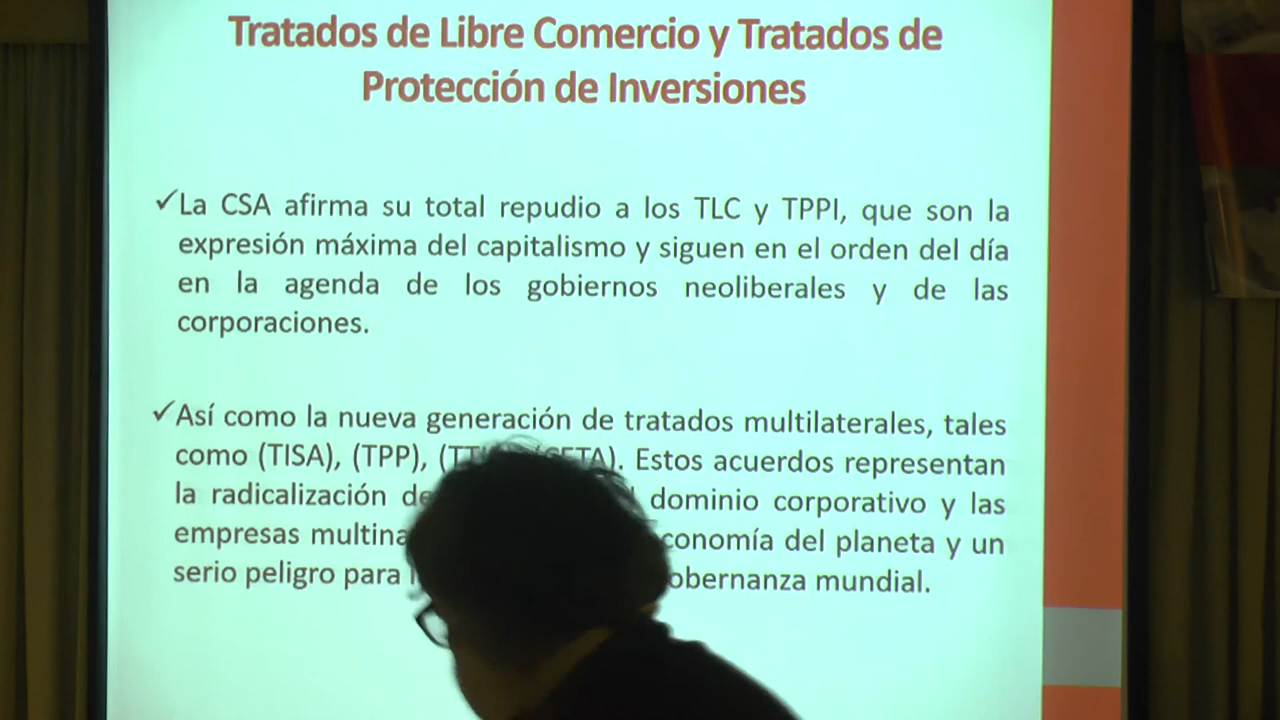 Tratados de Libre Comercio y Tratados de
Protección de Inversiones
✓La CSA afirma su total repudio a los TLC y TPPI, que son la
expresión máxima del capitalismo y siguen en el orden del día
en la agenda de los gobiernos neoliberales y de las
corporaciones.
✓Así como la nueva generación de tratados multilaterales, tales
como (TISA), (TPP), Estos acuerdos representan
la radicalización dominio corporativo y las
empresas del planeta y un
serio peligro para mundial.